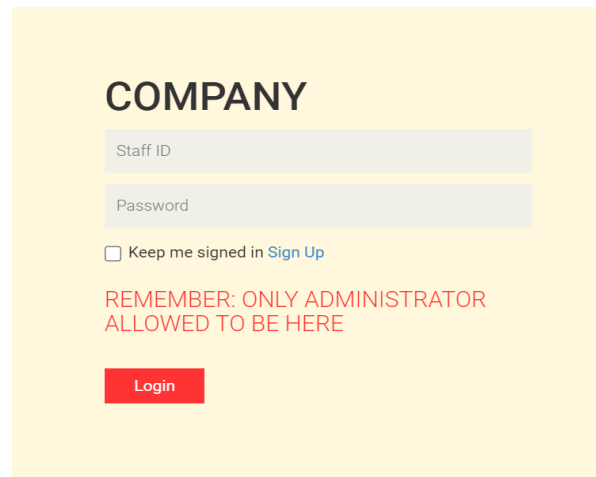 COMPANY
Staff ID
Password
Keep me signed in Sign Up
REMEMBER: ONLY ADMINISTRATOR
ALLOWED TO BE HERE
Login